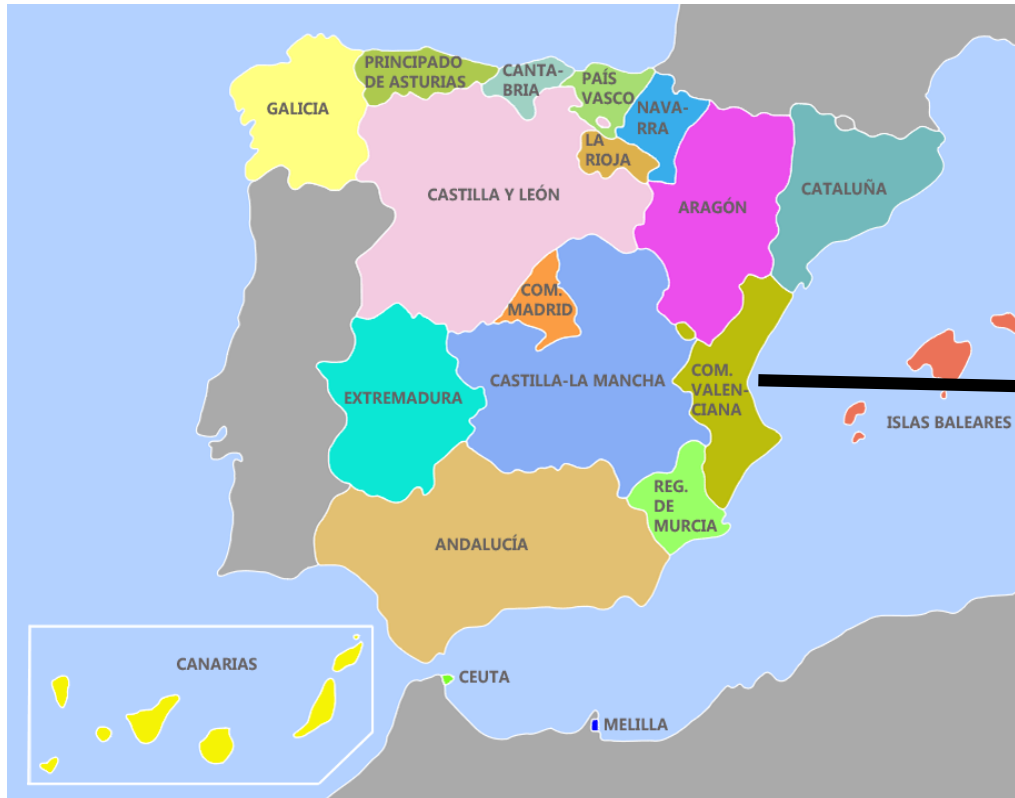 PRINCIPADO
DE ASTURIAS
CANTA-
BRIA
PAÍS
VASCO
NAVA-
RRA
GALICIA
LA
RIOJA
CASTILLA Y LEÓN
ARAGÓN
CATALUÑA
COM.
MADRID
CASTILLA-LA MANCHA
COM.
VALEN-
CIANA
EXTREMADURA
ISLAS BALEARES
REG.
DE
MURCIA
ANDALUCÍA
CANARIAS
CEUTA
MELILLA